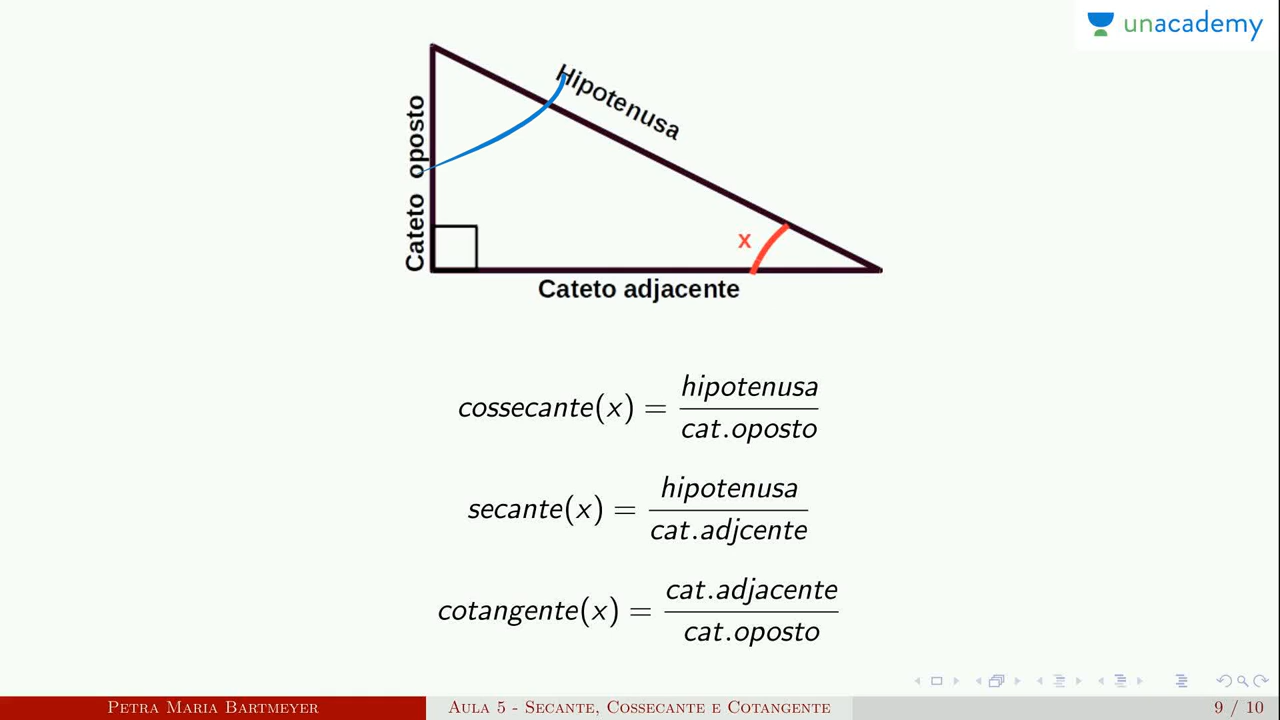 unacademy
Hipotenusa
Cateto oposto
x
Cateto adjacente
cossecante(x) = hipotenusa / cat.oposto
secante(x) = hipotenusa / cat.adjcente
cotangente(x) = cat.adjacente / cat.oposto
Petra Maria Bartmeyer Aula 5 - Secante, Cossecante e Cotangente 9 / 10